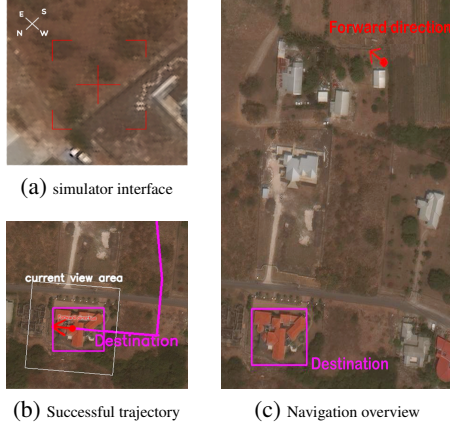 E S
N W
(a) simulator interface
current view area
Destination
(b) Successful trajectory
Forward direction
Destination
(c) Navigation overview